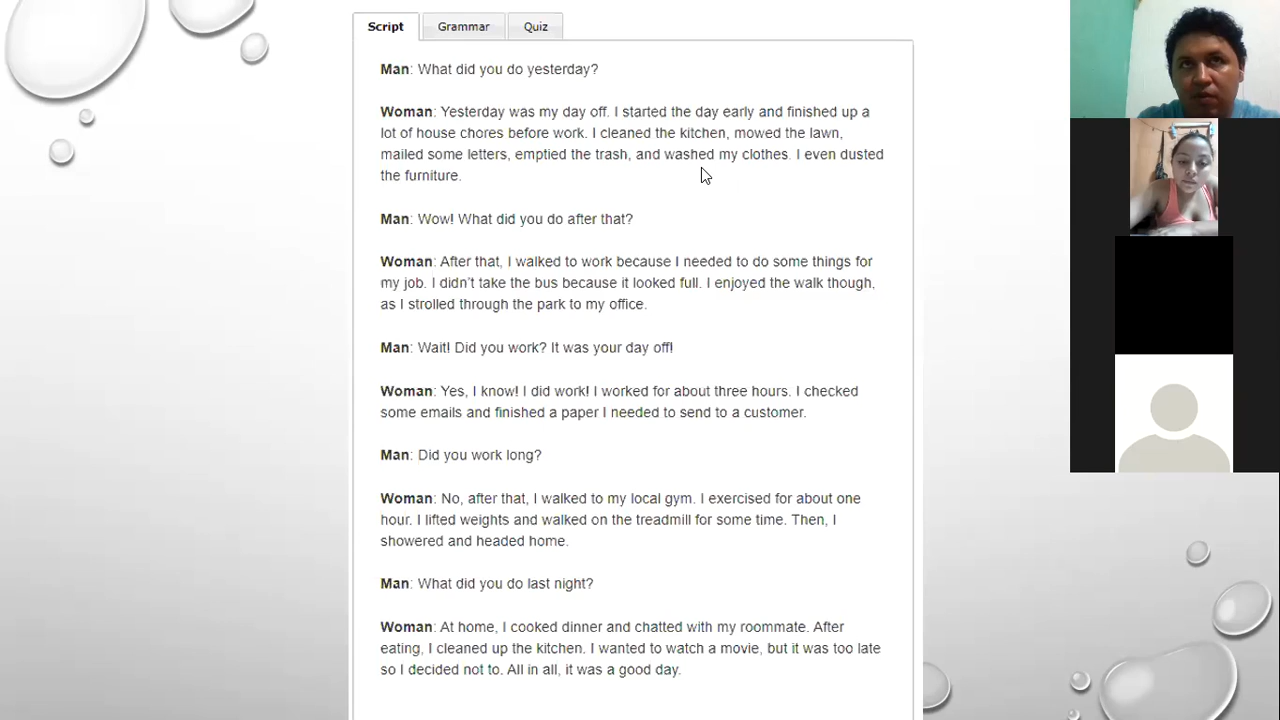 Script
Grammar
Quiz
Man: What did you do yesterday?
Woman: Yesterday was my day off. I started the day early and finished up a
lot of house chores before work. I cleaned the kitchen, mowed the lawn,
mailed some letters, emptied the trash, and washed my clothes. I even dusted
the furniture.
Man: Wow! What did you do after that?
Woman: After that, I walked to work because I needed to do some things for
my job. I didn't take the bus because it looked full. I enjoyed the walk though,
as I strolled through the park to my office.
Man: Wait! Did you work? It was your day off!
Woman: Yes, I know! I did work! I worked for about three hours. I checked
some emails and finished a paper I needed to send to a customer.
Man: Did you work long?
Woman: No, after that, I walked to my local gym. I exercised for about one
hour. I lifted weights and walked on the treadmill for some time. Then, I
showered and headed home.
Man: What did you do last night?
Woman: At home, I cooked dinner and chatted with my roommate. After
eating, I cleaned up the kitchen. I wanted to watch a movie, but it was too late
so I decided not to. All in all, it was a good day.